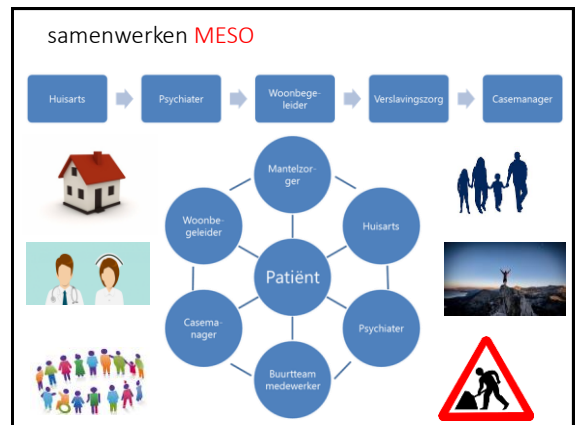 samenwerken MESO
Huisarts
Psychiater
Woonbege-
leider
Verslavingszorg
Casemanager
Mantelzor-
ger
Woonbe-
geleider
Huisarts
Patiënt
Casema-
nager
Psychiater
Buurtteam
medewerker